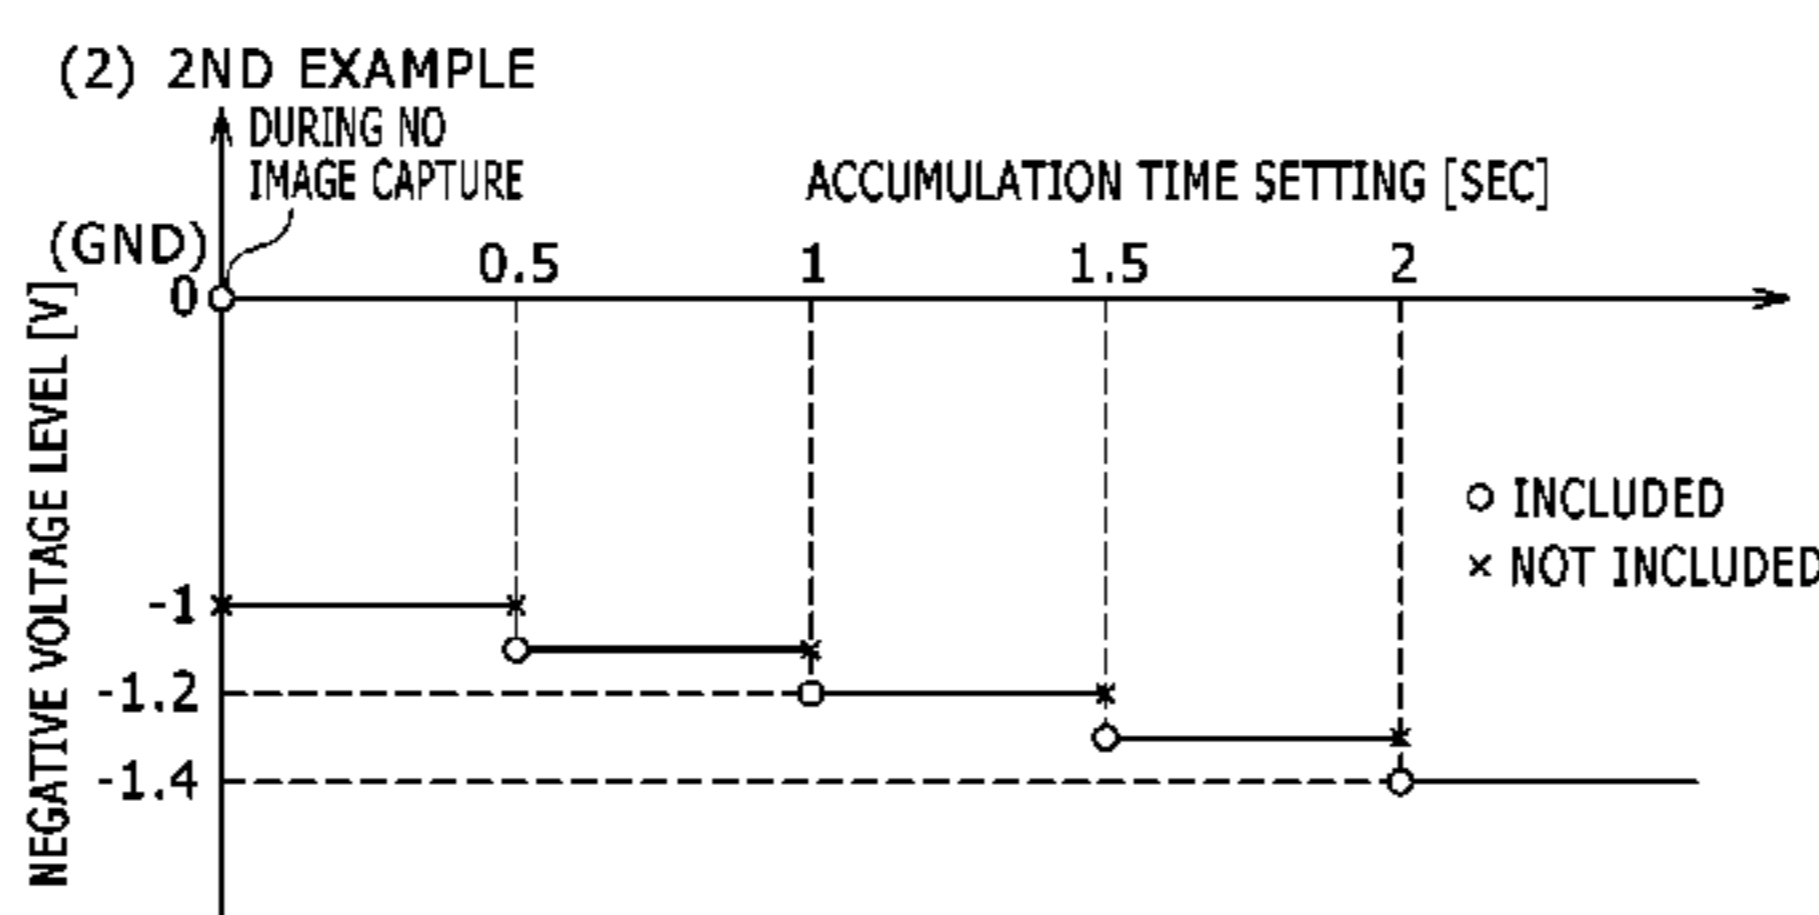 (2) 2ND EXAMPLE
DURING NO
IMAGE CAPTURE
ACCUMULATION TIME SETTING [SEC]
(GND)
0.5 1 1.5 2
0
NEGATIVE VOLTAGE LEVEL [V]
○ INCLUDED
× NOT INCLUDED
-1
-1.2
-1.4